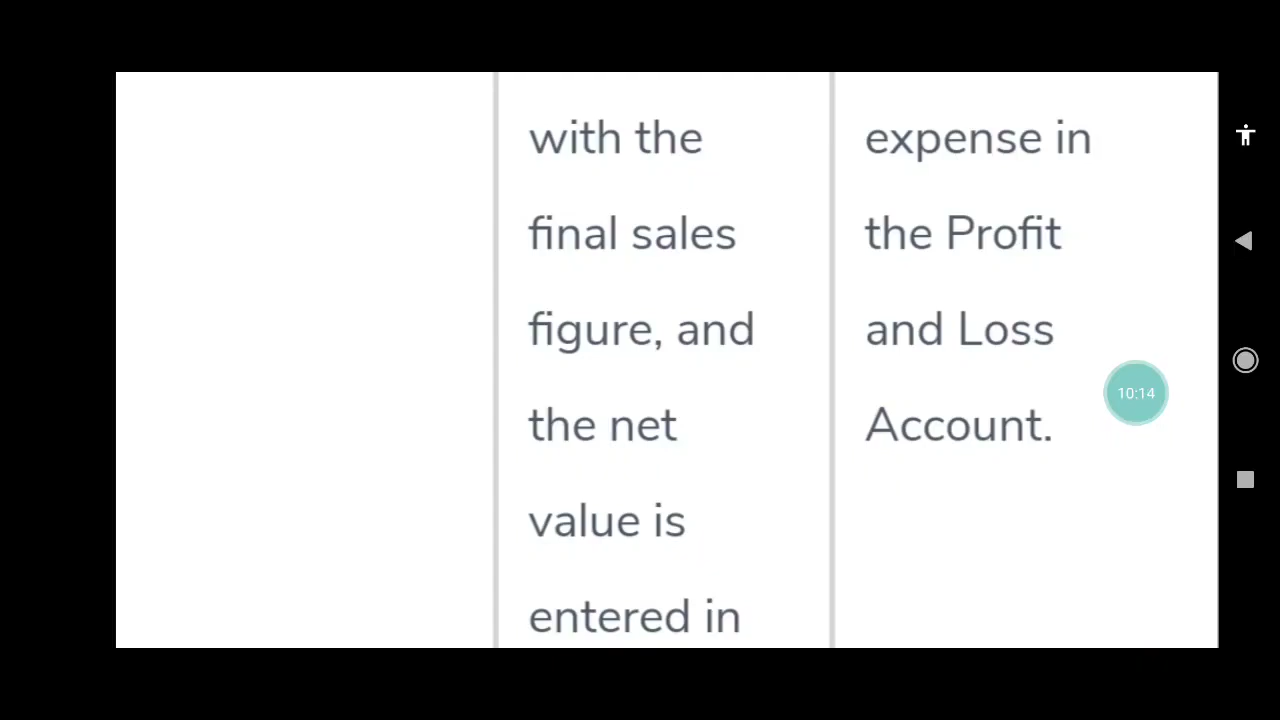 with the
final sales
figure, and
the net
value is
entered in
expense in
the Profit
and Loss
Account.
10:14